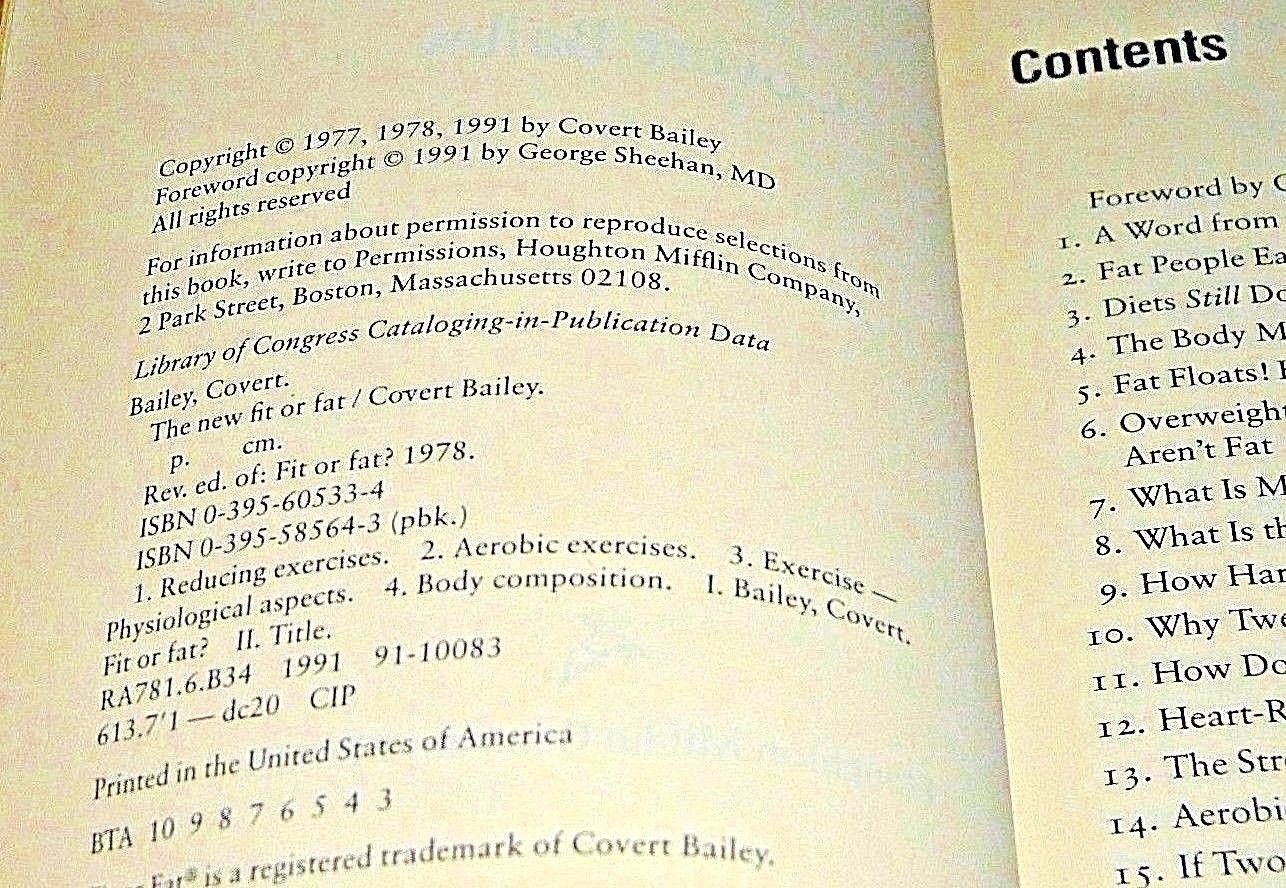 Copyright © 1977, 1978, 1991 by Covert Bailey
Foreword copyright © 1991 by George Sheehan, MD
All rights reserved
For information about permission to reproduce selections from
this book, write to Permissions, Houghton Mifflin Company,
2 Park Street, Boston, Massachusetts 02108.
Library of Congress Cataloging-in-Publication Data
Bailey, Covert.
The new fit or fat / Covert Bailey.
p. cm.
Rev. ed. of: Fit or fat? 1978.
ISBN 0-395-60533-4
ISBN 0-395-58564-3 (pbk.)
1. Reducing exercises. 2. Aerobic exercises. 3. Exercise —
Physiological aspects. 4. Body composition. I. Bailey, Covert.
Fit or fat? II. Title.
RA781.6.B34 1991 91-10083
613.7'1 — dc20 CIP
Printed in the United States of America
BTA 10 9 8 7 6 5 4 3
Fat® is a registered trademark of Covert Bailey.
Contents
Foreword by
1. A Word from
2. Fat People Ea
3. Diets Still Do
4. The Body M
5. Fat Floats!
6. Overweight
Aren't Fat
7. What Is M
8. What Is th
9. How Har
10. Why Twe
11. How Do
12. Heart-R
13. The Str
14. Aerobi
15. If Two